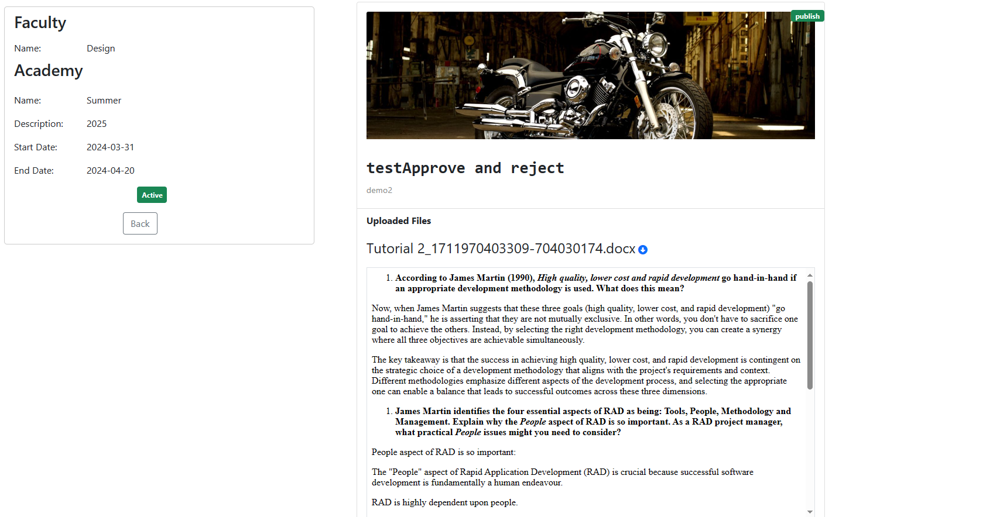 Faculty
Name: Design
Academy
Name: Summer
Description: 2025
Start Date: 2024-03-31
End Date: 2024-04-20
Active
Back
publish
NO.13
testApprove and reject
demo2
Uploaded Files
Tutorial 2_1711970403309-704030174.docx
1. According to James Martin (1990), High quality, lower cost and rapid development go hand-in-hand if
an appropriate development methodology is used. What does this mean?
Now, when James Martin suggests that these three goals (high quality, lower cost, and rapid development) "go
hand-in-hand," he is asserting that they are not mutually exclusive. In other words, you don't have to sacrifice one
goal to achieve the others. Instead, by selecting the right development methodology, you can create a synergy
where all three objectives are achievable simultaneously.
The key takeaway is that the success in achieving high quality, lower cost, and rapid development is contingent on
the strategic choice of a development methodology that aligns with the project's requirements and context.
Different methodologies emphasize different aspects of the development process, and selecting the appropriate
one can enable a balance that leads to successful outcomes across these three dimensions.
1. James Martin identifies the four essential aspects of RAD as being: Tools, People, Methodology and
Management. Explain why the People aspect of RAD is so important. As a RAD project manager,
what practical People issues might you need to consider?
People aspect of RAD is so important:
The "People" aspect of Rapid Application Development (RAD) is crucial because successful software
development is fundamentally a human endeavour.
RAD is highly dependent upon people.